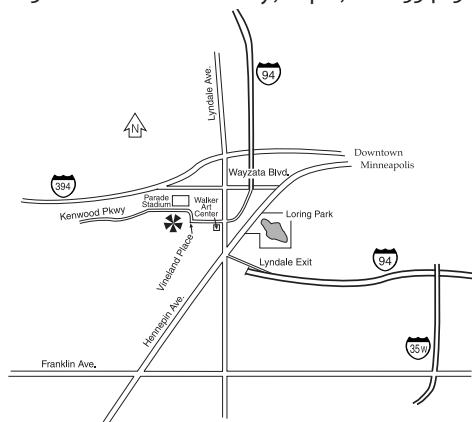 Lyndale Ave.
94
N
Downtown
Minneapolis
Wayzata Blvd.
394
Parade
Stadium
Walker
Art
Center
Kenwood Pkwy
Loring Park
Vineland Place
Lyndale Exit
94
Hennepin Ave.
35W
Franklin Ave.